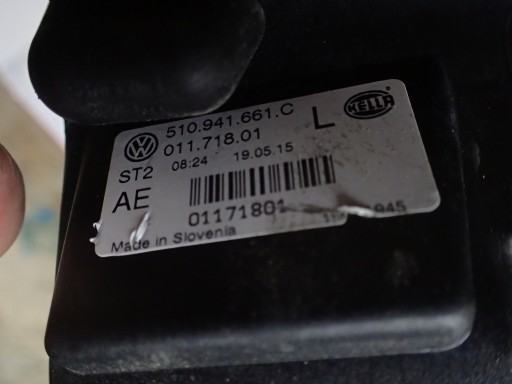 510.941.661.C L HELLA
011.718.01
ST2 08:24 19.05.15
AE
01171801 945
Made in Slovenia